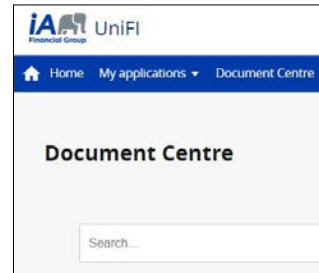 iA
Financial Group
UniFI
Home My applications Document Centre
Document Centre
Search...